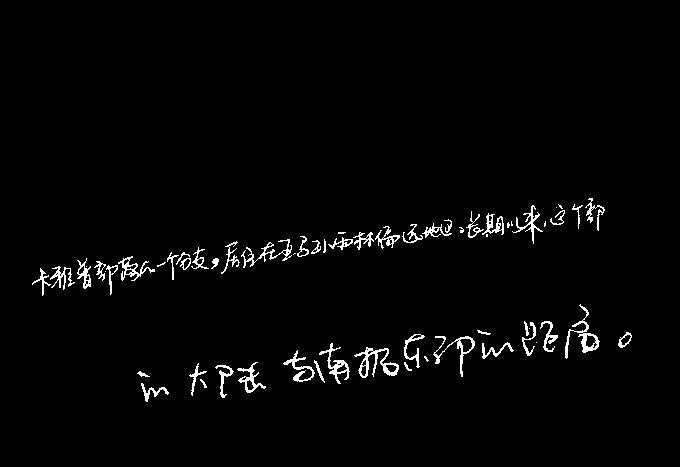 卡雅普部落的一个分支，居住在亚马孙雨林偏远地区。长期以来，这个部
的大陆与南极东部的距离。